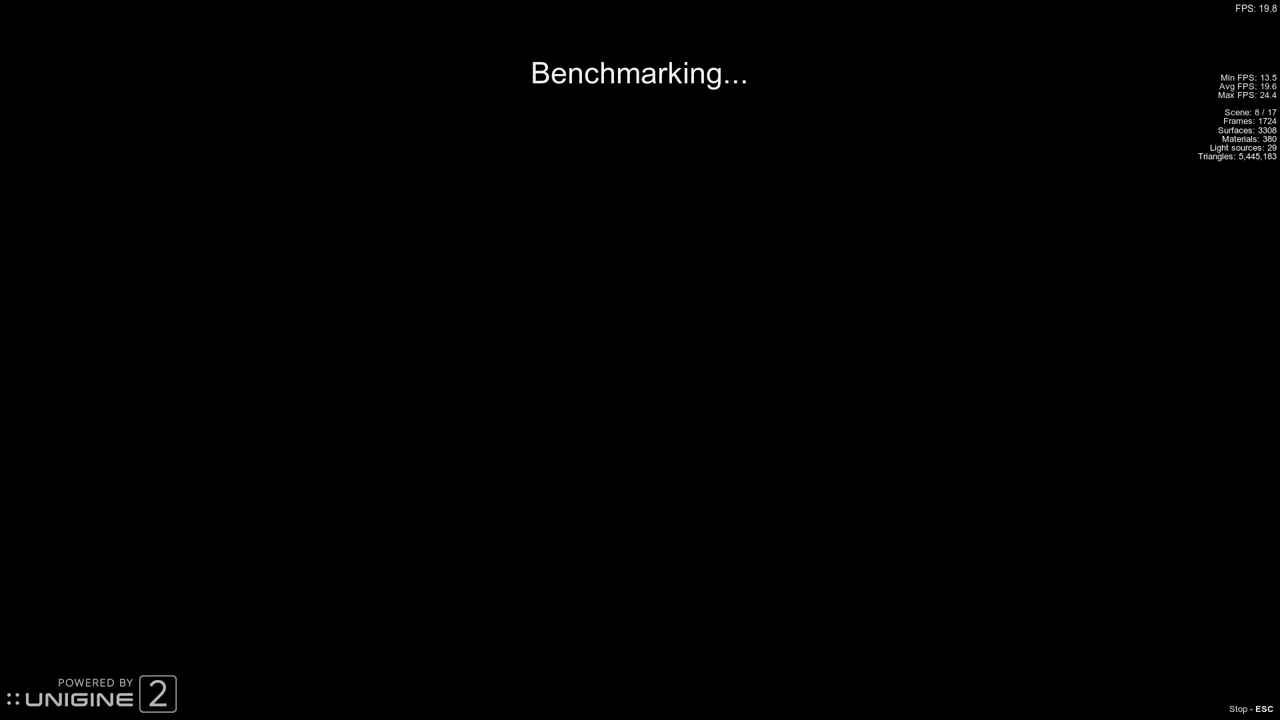 FPS: 19.8
Benchmarking...
Min FPS: 13.5
Avg FPS: 19.6
Max FPS: 24.4
Scene: 8 / 17
Frames: 1724
Surfaces: 3308
Materials: 380
Light sources: 29
Triangles: 5,445,183
POWERED BY
UNIGINE 2
Stop - ESC